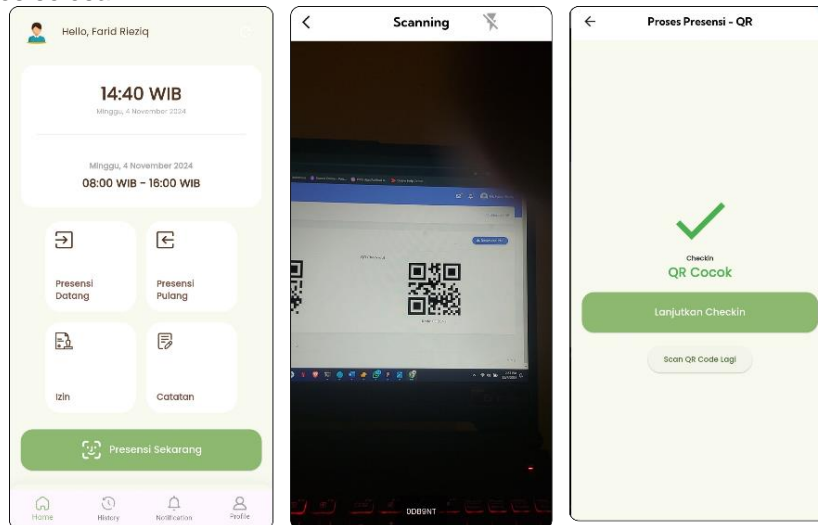 Hello, Farid Rieziq
14:40 WIB
Minggu, 4 November 2024
Minggu, 4 November 2024
08:00 WIB - 16:00 WIB
Presensi
Datang
Presensi
Pulang
Izin
Catatan
Presensi Sekarang
Home
History
Notification
Profile
Scanning
ODB9NT
Proses Presensi - QR
Checkin
QR Cocok
Lanjutkan Checkin
Scan QR Code Lagi